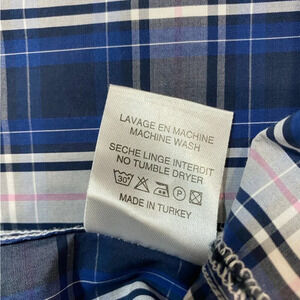 LAVAGE EN MACHINE
MACHINE WASH
SECHE LINGE INTERDIT
NO TUMBLE DRYER
30° P
MADE IN TURKEY